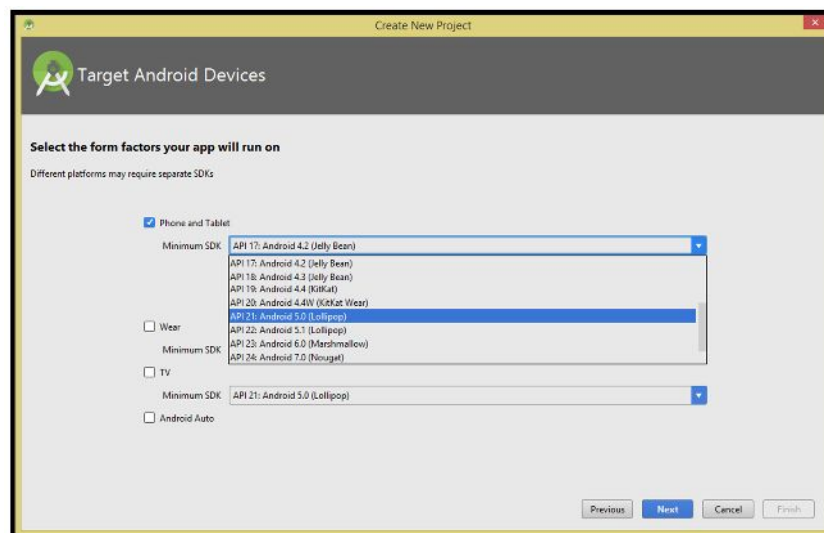 Create New Project
Target Android Devices
Select the form factors your app will run on
Different platforms may require separate SDKs
Phone and Tablet
Minimum SDK API 17: Android 4.2 (Jelly Bean)
API 17: Android 4.2 (Jelly Bean)
API 18: Android 4.3 (Jelly Bean)
API 19: Android 4.4 (KitKat)
API 20: Android 4.4W (KitKat Wear)
API 21: Android 5.0 (Lollipop)
Wear
API 22: Android 5.1 (Lollipop)
Minimum SDK API 23: Android 6.0 (Marshmallow)
API 24: Android 7.0 (Nougat)
TV
Minimum SDK API 21: Android 5.0 (Lollipop)
Android Auto
Previous Next Cancel Finish